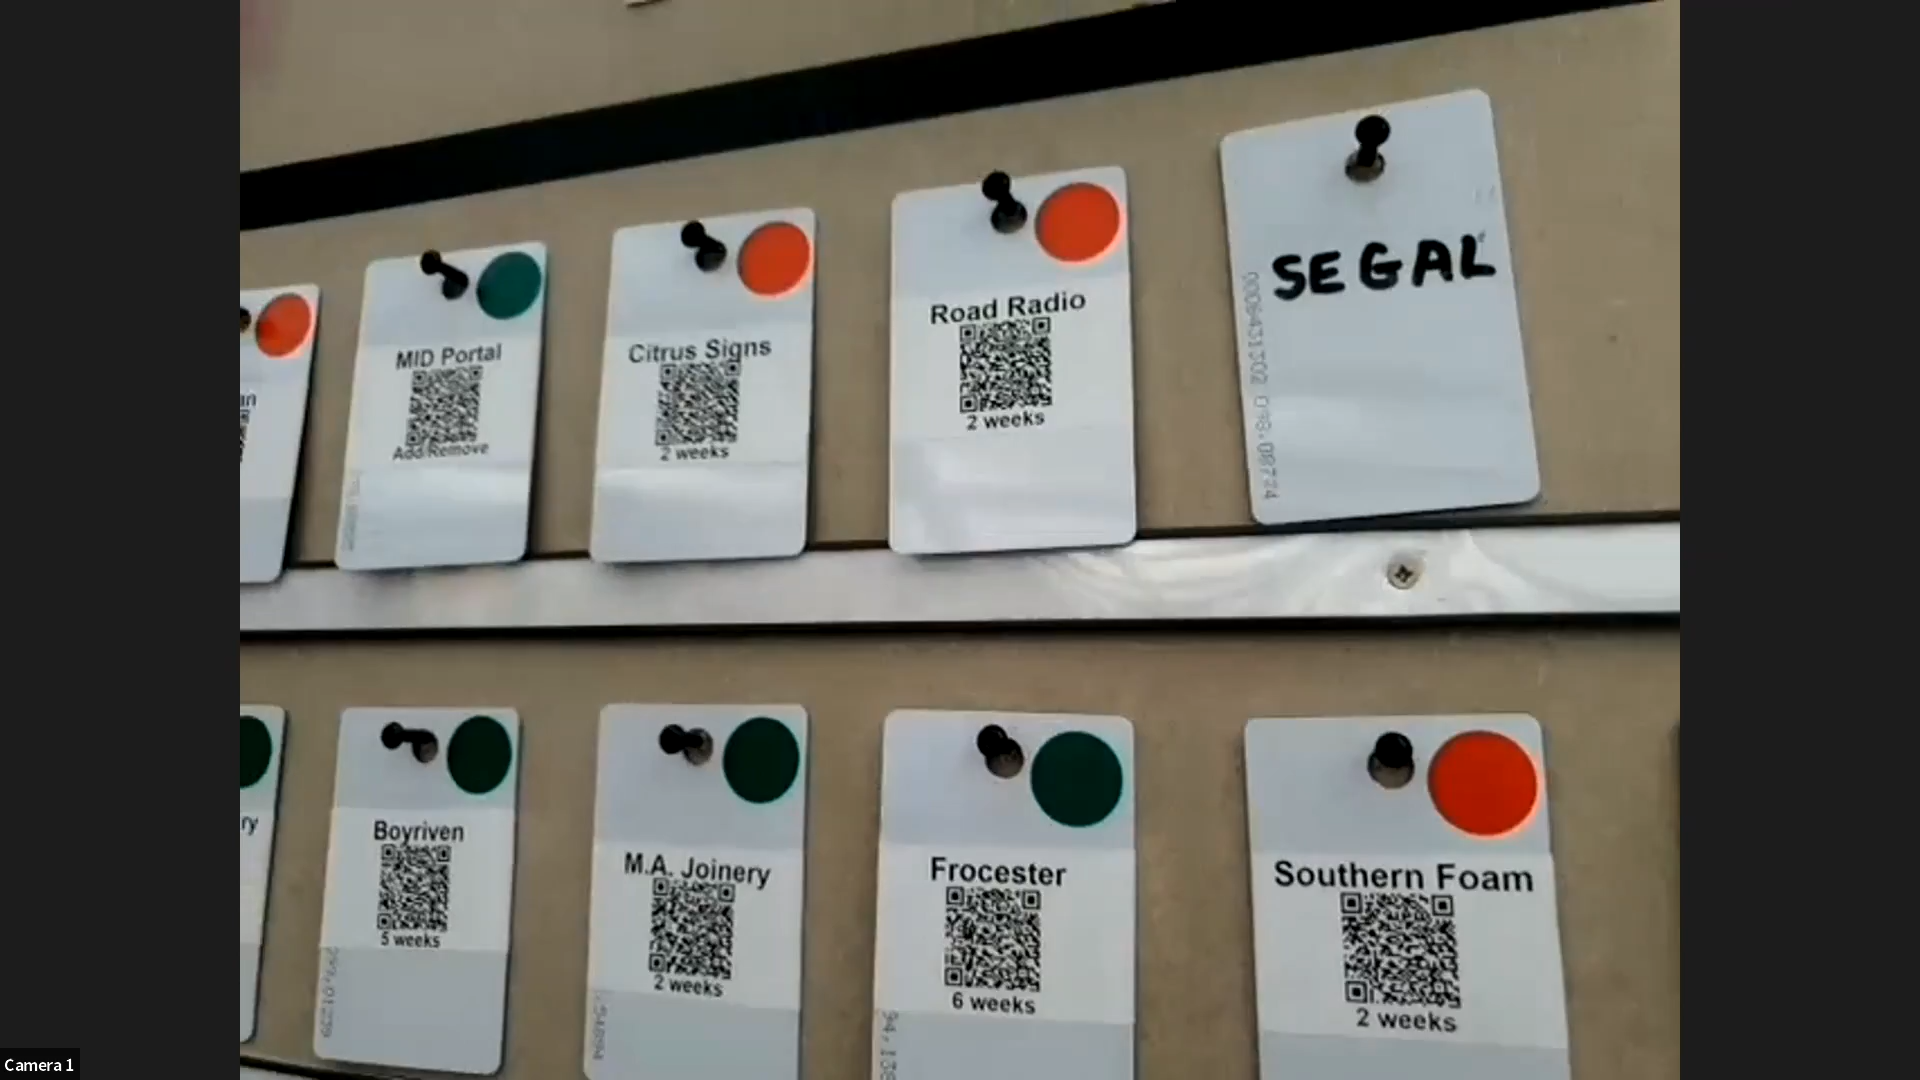 MID Portal
Add/Remove
Citrus Signs
2 weeks
Road Radio
2 weeks
SEGAL
Boyriven
5 weeks
M.A. Joinery
2 weeks
Frocester
6 weeks
Southern Foam
2 weeks
Camera 1